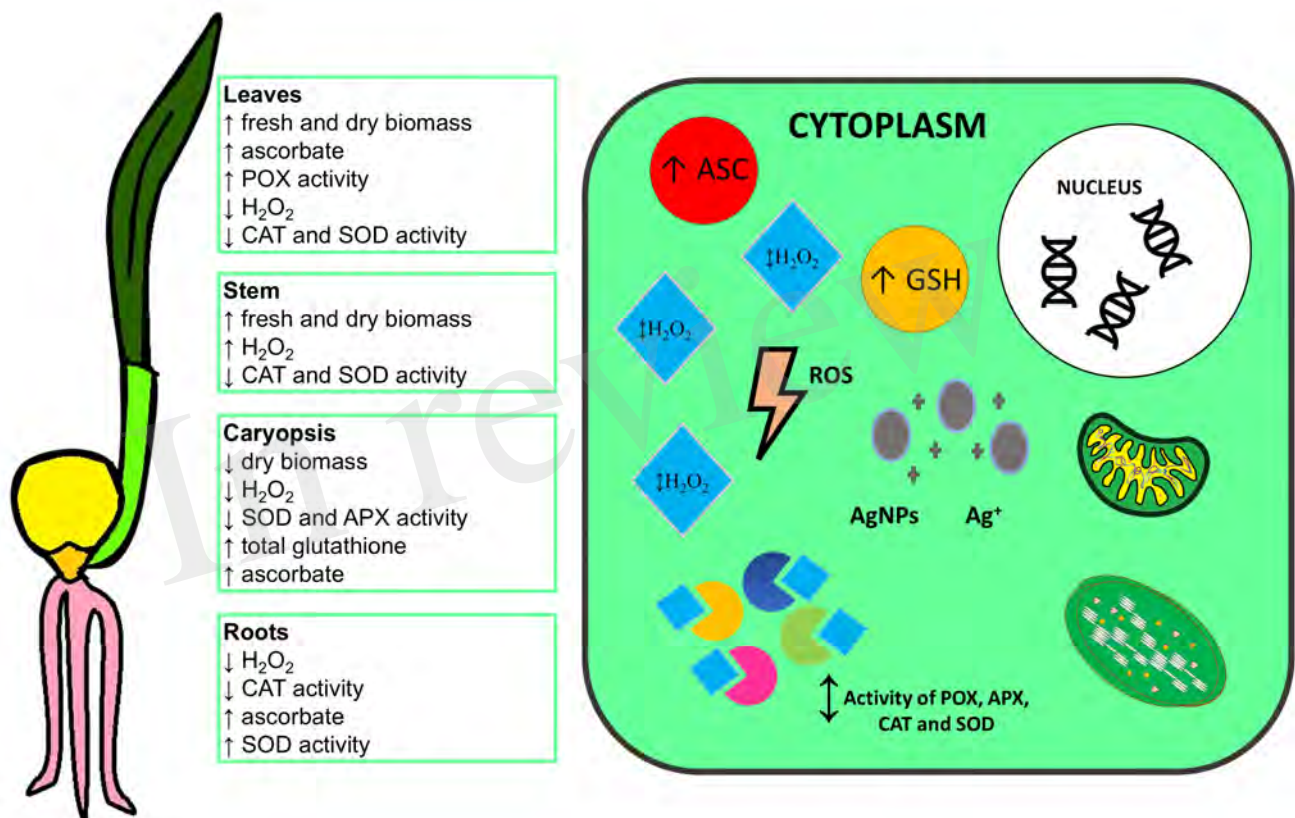 Leaves
↑ fresh and dry biomass
↑ ascorbate
↑ POX activity
↓ H₂O₂
↓ CAT and SOD activity
Stem
↑ fresh and dry biomass
↑ H₂O₂
↓ CAT and SOD activity
Caryopsis
↓ dry biomass
↓ H₂O₂
↓ SOD and APX activity
↑ total glutathione
↑ ascorbate
Roots
↓ H₂O₂
↓ CAT activity
↑ ascorbate
↑ SOD activity
CYTOPLASM
↑ ASC
NUCLEUS
↕H₂O₂
↑ GSH
↕H₂O₂
ROS
↕H₂O₂
AgNPs
Ag⁺
↕ Activity of POX, APX,
CAT and SOD
In review